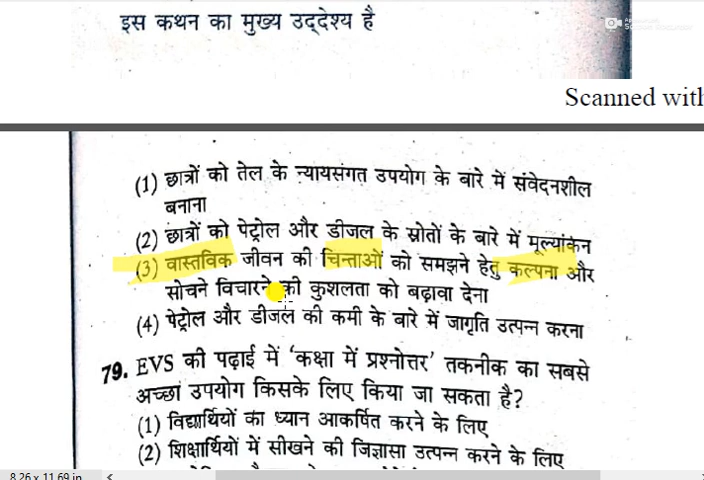 इस कथन का मुख्य उद्देश्य है
Scanned with
(1) छात्रों को तेल के न्यायसंगत उपयोग के बारे में संवेदनशील
बनाना
(2) छात्रों को पेट्रोल और डीजल के स्रोतों के बारे में मूल्यांकन
(3) वास्तविक जीवन की चिन्ताओं को समझने हेतु कल्पना और
सोचने विचारने की कुशलता को बढ़ावा देना
(4) पेट्रोल और डीजल की कमी के बारे में जागृति उत्पन्न करना
79. EVS की पढ़ाई में 'कक्षा में प्रश्नोत्तर' तकनीक का सबसे
अच्छा उपयोग किसके लिए किया जा सकता है?
(1) विद्यार्थियों का ध्यान आकर्षित करने के लिए
(2) शिक्षार्थियों में सीखने की जिज्ञासा उत्पन्न करने के लिए
8.26 x 11.69 in